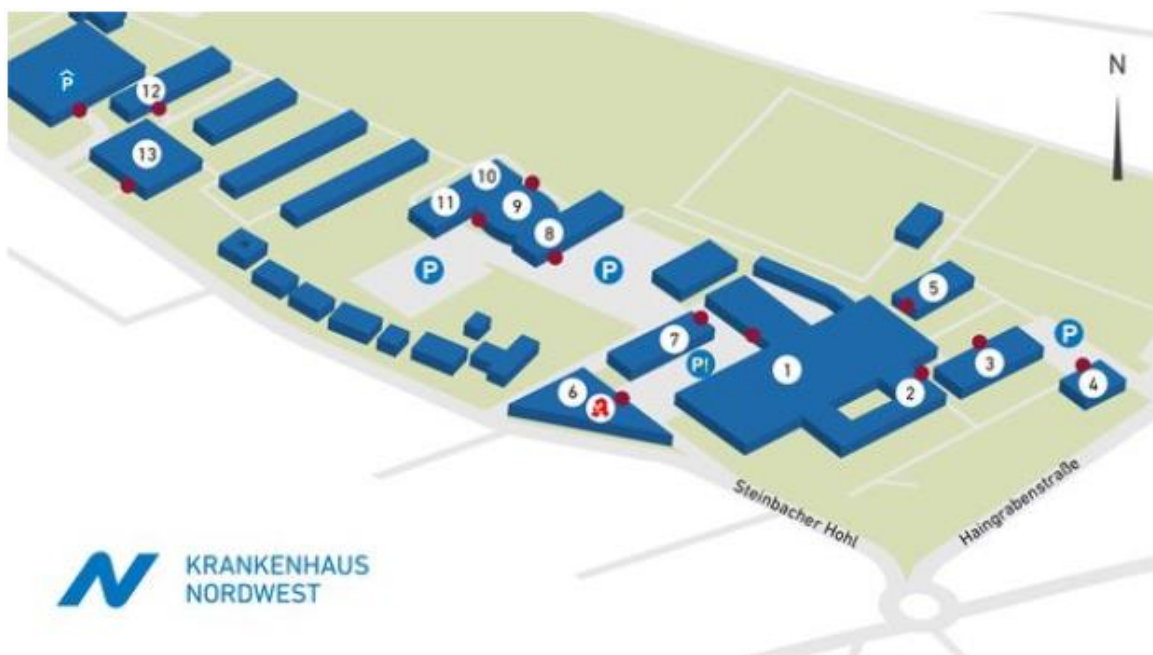 N
P
12
13
10
11
9
8
P
P
5
7
P!
1
3
P
2
4
6
A
Steinbacher Hohl
Haingrabenstraße
KRANKENHAUS
NORDWEST